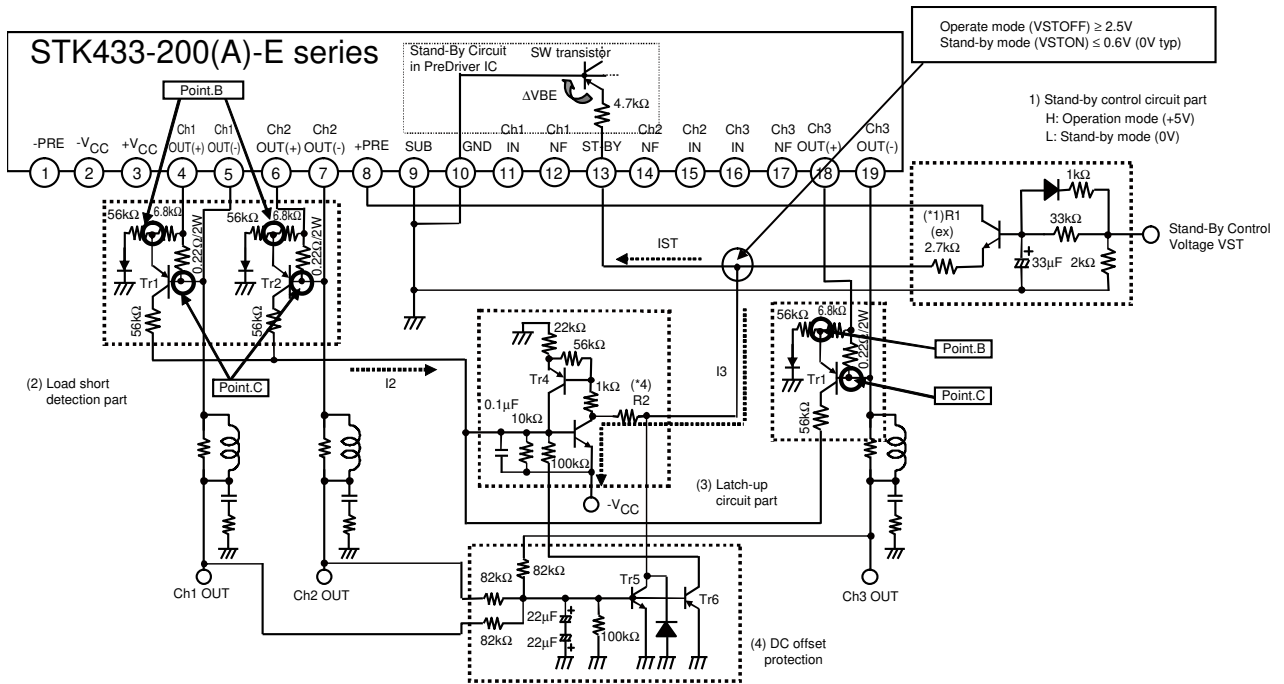 Operate mode (VSTOFF) ≥ 2.5V
Stand-by mode (VSTON) ≤ 0.6V (0V typ)
STK433-200(A)-E series
Stand-By Circuit
in PreDriver IC
SW transistor
ΔVBE
4.7kΩ
Point.B
1) Stand-by control circuit part
H: Operation mode (+5V)
L: Stand-by mode (0V)
-PRE
-VCC
+VCC
Ch1 OUT(+)
Ch1 OUT(-)
Ch2 OUT(+)
Ch2 OUT(-)
+PRE
SUB
GND
Ch1 IN
Ch1 NF
ST-BY
Ch2 NF
Ch2 IN
Ch3 IN
Ch3 NF
Ch3 OUT(+)
Ch3 OUT(-)
1 2 3 4 5 6 7 8 9 10 11 12 13 14 15 16 17 18 19
56kΩ
6.8kΩ
0.22Ω/2W
Tr1
56kΩ
56kΩ
6.8kΩ
0.22Ω/2W
Tr2
56kΩ
Point.C
(2) Load short
detection part
I2
IST
(*1)R1
(ex)
2.7kΩ
1kΩ
33kΩ
33µF
2kΩ
+
Stand-By Control
Voltage VST
22kΩ
56kΩ
Tr4
1kΩ
(*4)
R2
0.1µF
10kΩ
100kΩ
I3
-VCC
(3) Latch-up
circuit part
56kΩ
6.8kΩ
0.22Ω/2W
Tr1
56kΩ
Point.B
Point.C
Ch1 OUT
Ch2 OUT
Ch3 OUT
82kΩ
82kΩ
82kΩ
22µF
+
22µF
+
100kΩ
Tr5
Tr6
(4) DC offset
protection